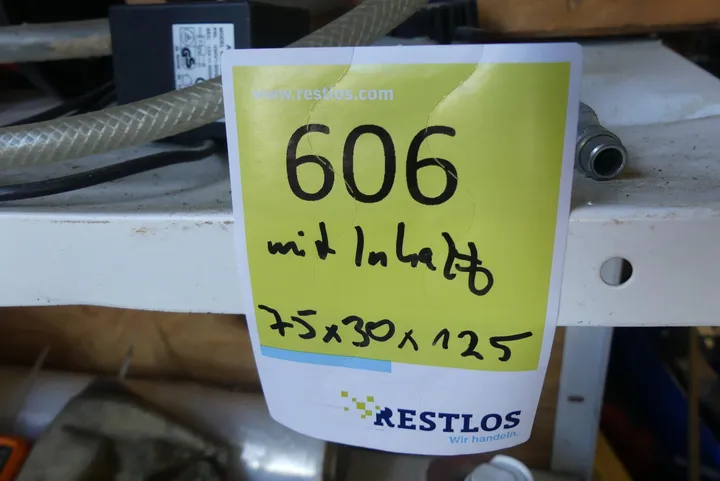 www.restlos.com
606
mit Inhalt
75x30x125
RESTLOS
Wir handeln.